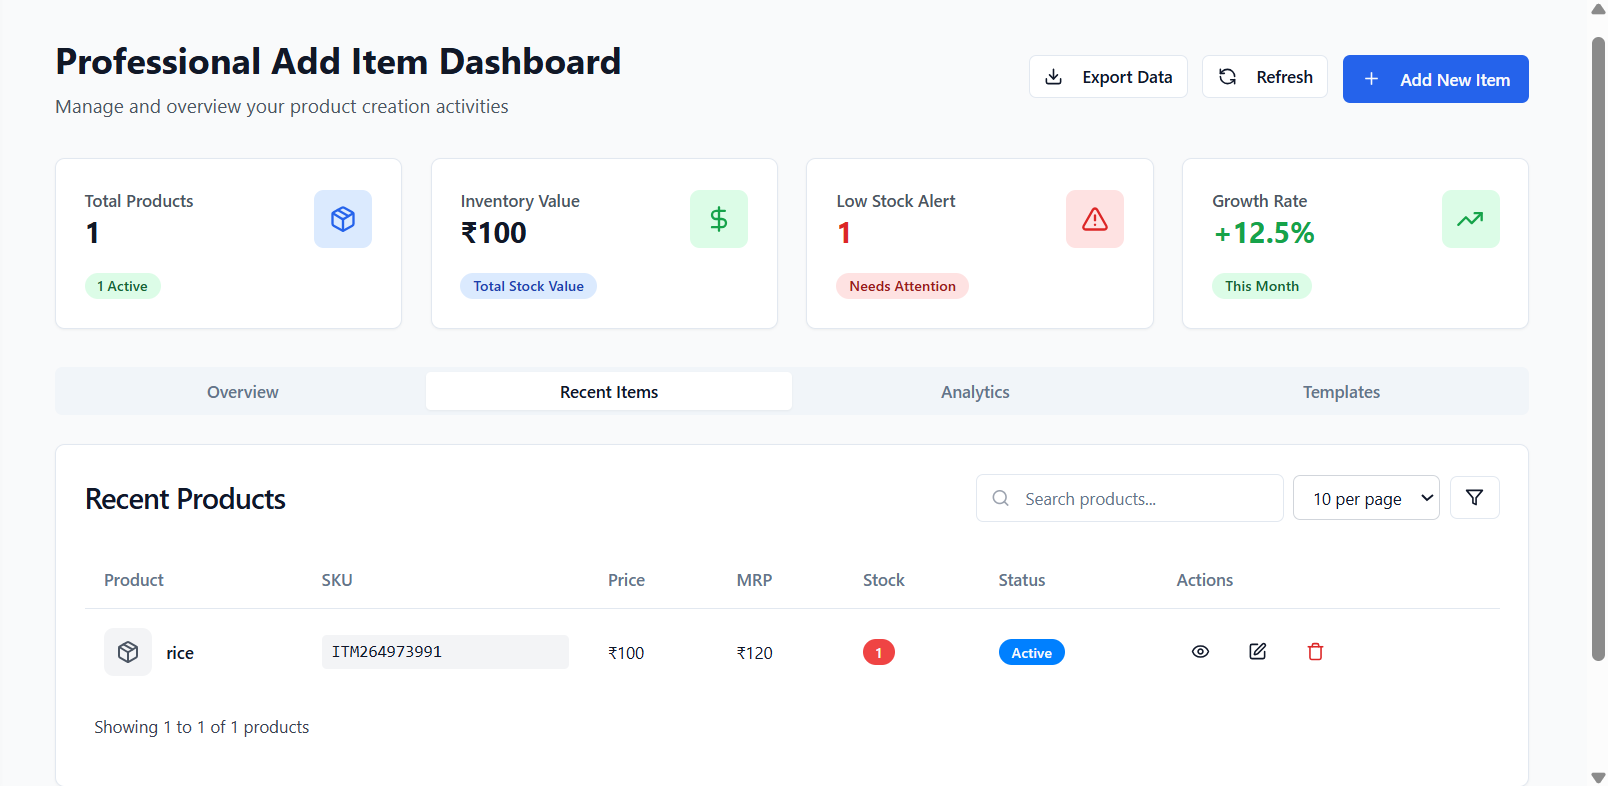 Professional Add Item Dashboard
Manage and overview your product creation activities
Export Data
Refresh
Add New Item
Total Products
1
1 Active
Inventory Value
₹100
Total Stock Value
Low Stock Alert
1
Needs Attention
Growth Rate
+12.5%
This Month
Overview Recent Items Analytics Templates
Recent Products
Search products...
10 per page
Product SKU Price MRP Stock Status Actions
rice ITM264973991 ₹100 ₹120 1 Active
Showing 1 to 1 of 1 products